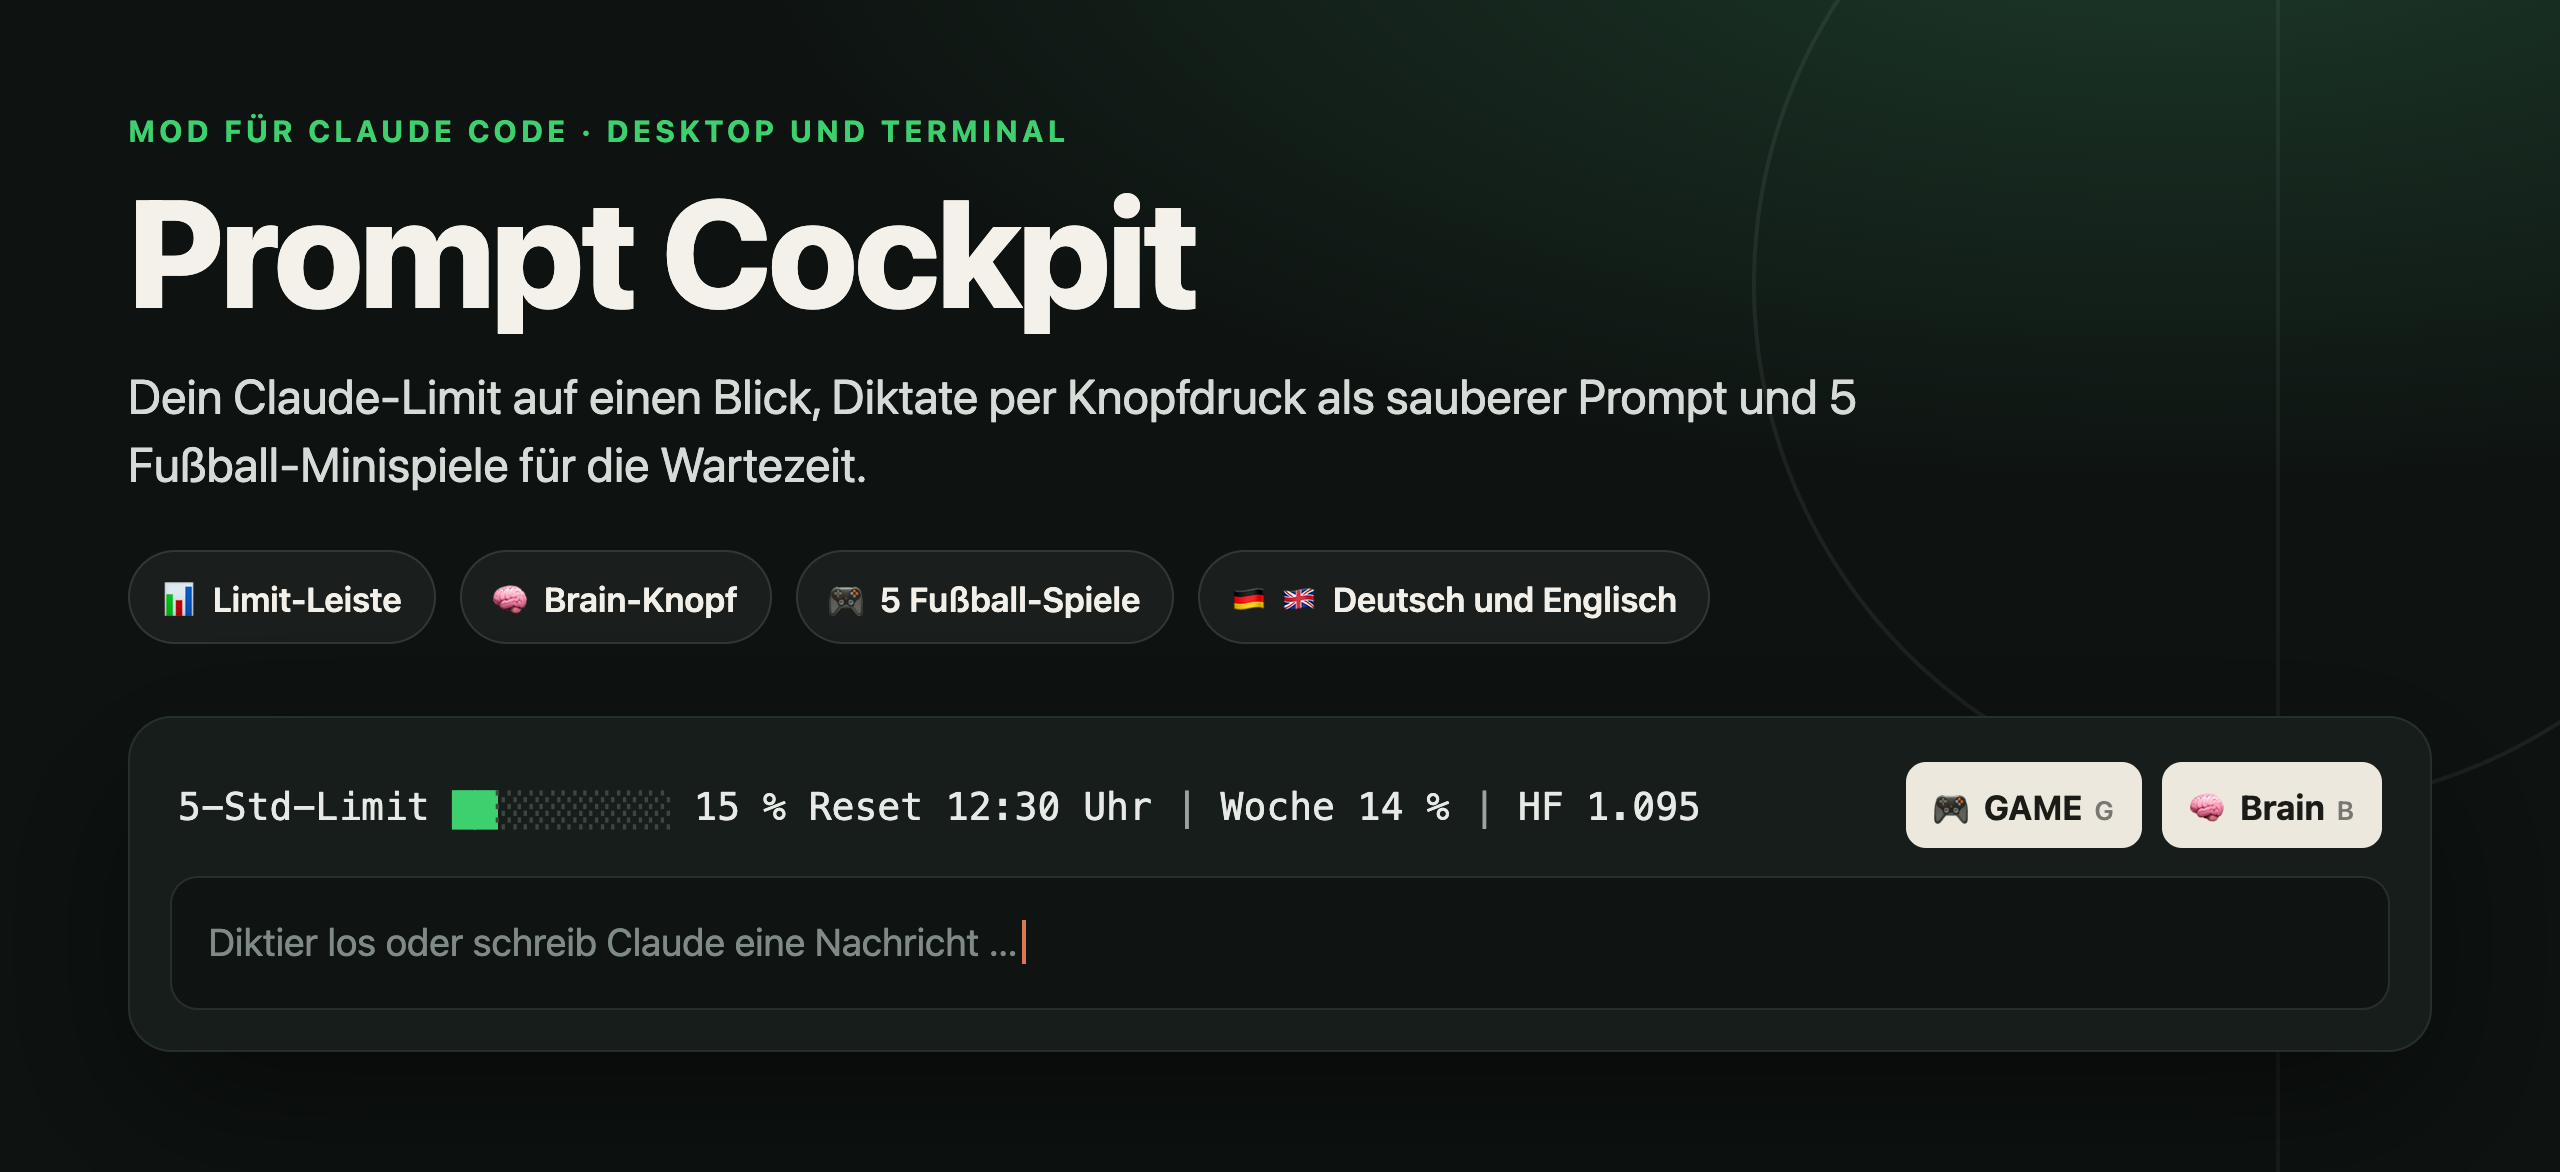 MOD FÜR CLAUDE CODE · DESKTOP UND TERMINAL
Prompt Cockpit
Dein Claude-Limit auf einen Blick, Diktate per Knopfdruck als sauberer Prompt und 5
Fußball-Minispiele für die Wartezeit.
Limit-Leiste
Brain-Knopf
5 Fußball-Spiele
Deutsch und Englisch
5-Std-Limit 15 % Reset 12:30 Uhr | Woche 14 % | HF 1.095
GAME G
Brain B
Diktier los oder schreib Claude eine Nachricht ...